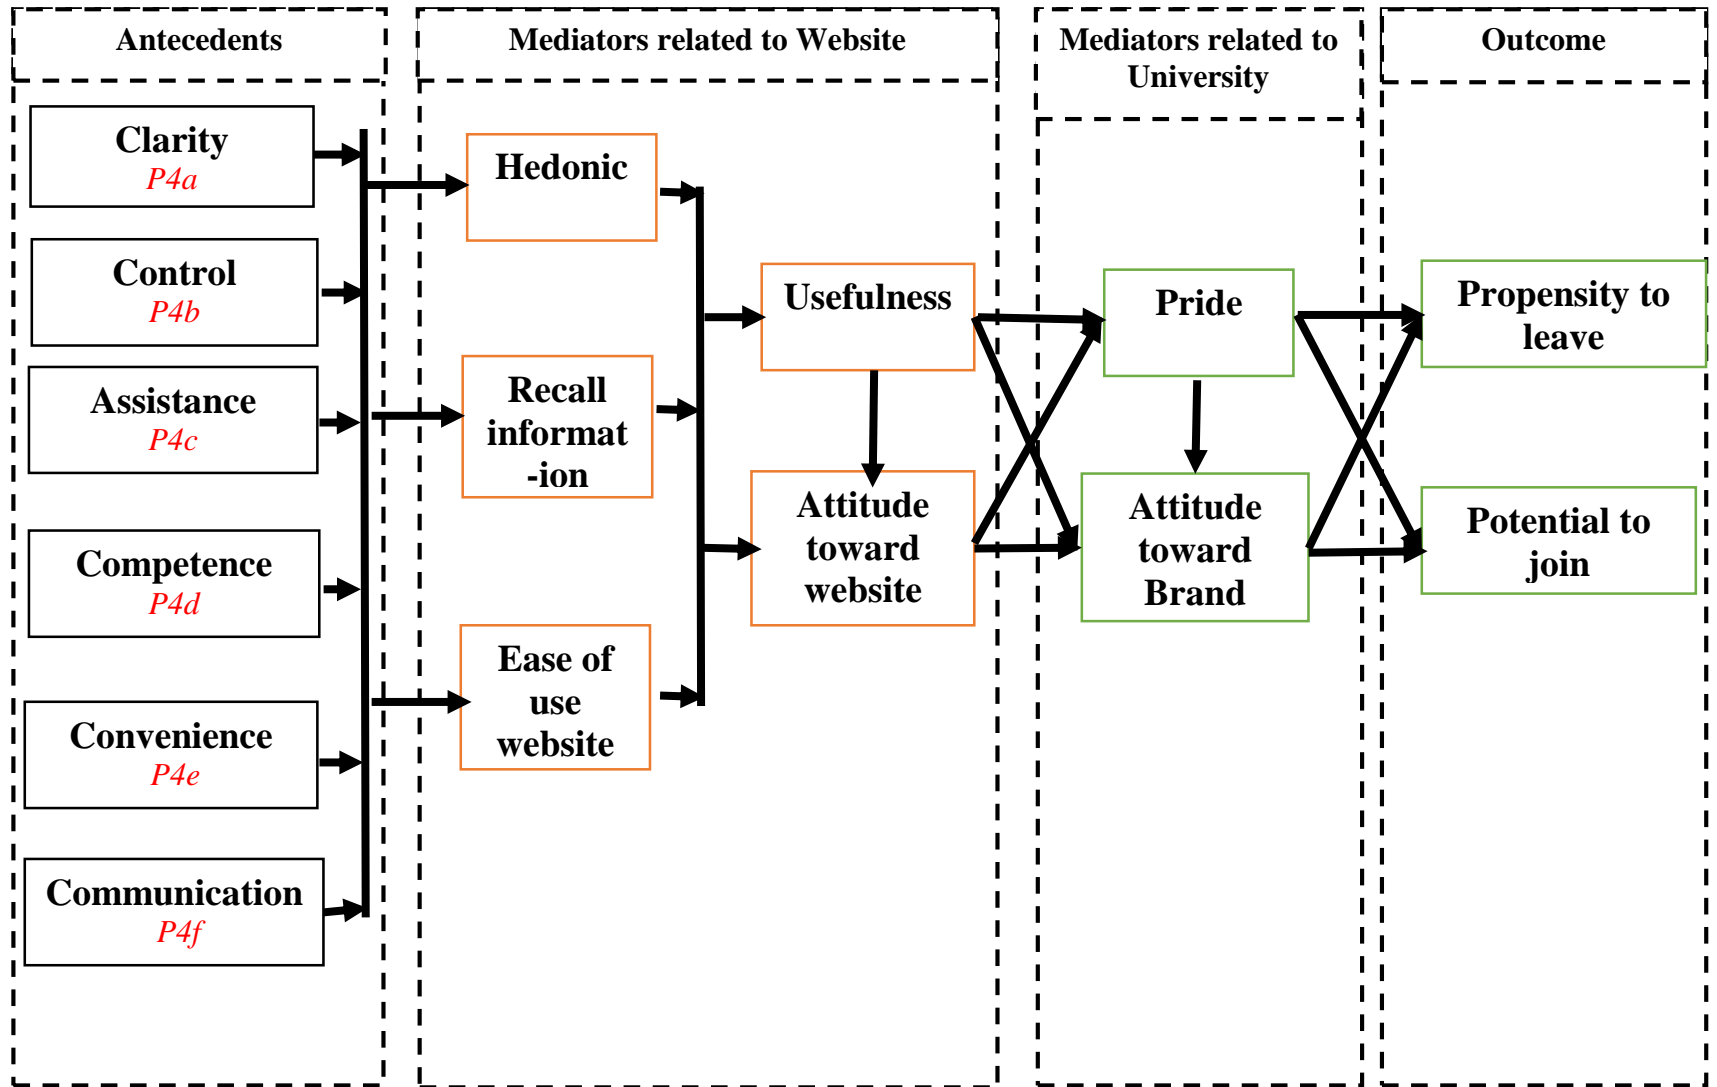 Antecedents
Mediators related to Website
Mediators related to
University
Outcome
Clarity
P4a
Control
P4b
Assistance
P4c
Competence
P4d
Convenience
P4e
Communication
P4f
Hedonic
Recall
informat
-ion
Ease of
use
website
Usefulness
Attitude
toward
website
Pride
Attitude
toward
Brand
Propensity to
leave
Potential to
join